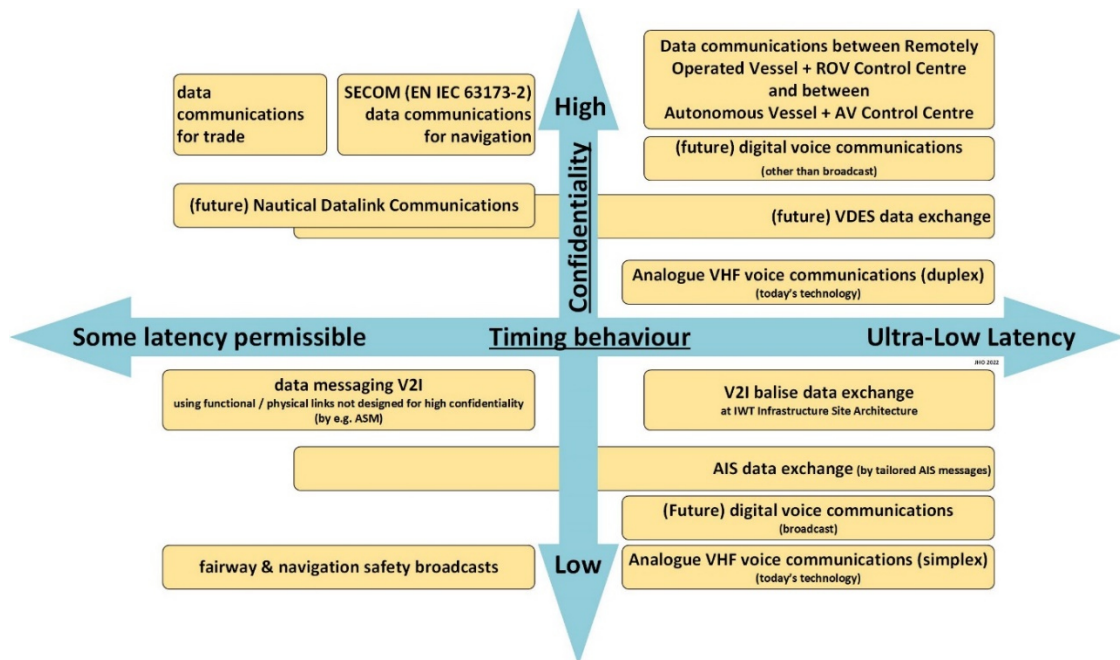 Data communications between Remotely
Operated Vessel + ROV Control Centre
and between
Autonomous Vessel + AV Control Centre
data
communications
for trade
SECOM (EN IEC 63173-2)
data communications
for navigation
High
(future) digital voice communications
(other than broadcast)
(future) Nautical Datalink Communications
(future) VDES data exchange
Confidentiality
Analogue VHF voice communications (duplex)
(today's technology)
Some latency permissible
Timing behaviour
Ultra-Low Latency
JHO 2022
data messaging V2I
using functional / physical links not designed for high confidentiality
(by e.g. ASM)
V2I balise data exchange
at IWT Infrastructure Site Architecture
AIS data exchange (by tailored AIS messages)
(Future) digital voice communications
(broadcast)
fairway & navigation safety broadcasts
Low
Analogue VHF voice communications (simplex)
(today's technology)